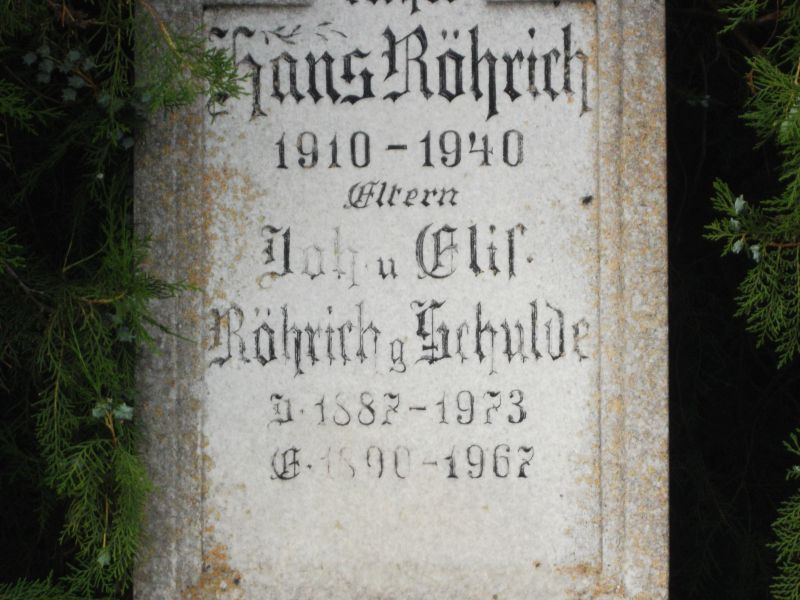 Hans Röhrich
1910 - 1940
Eltern
Joh. u Elis.
Röhrich g Schulde
J. 1887 - 1973
E. 1890 - 1967